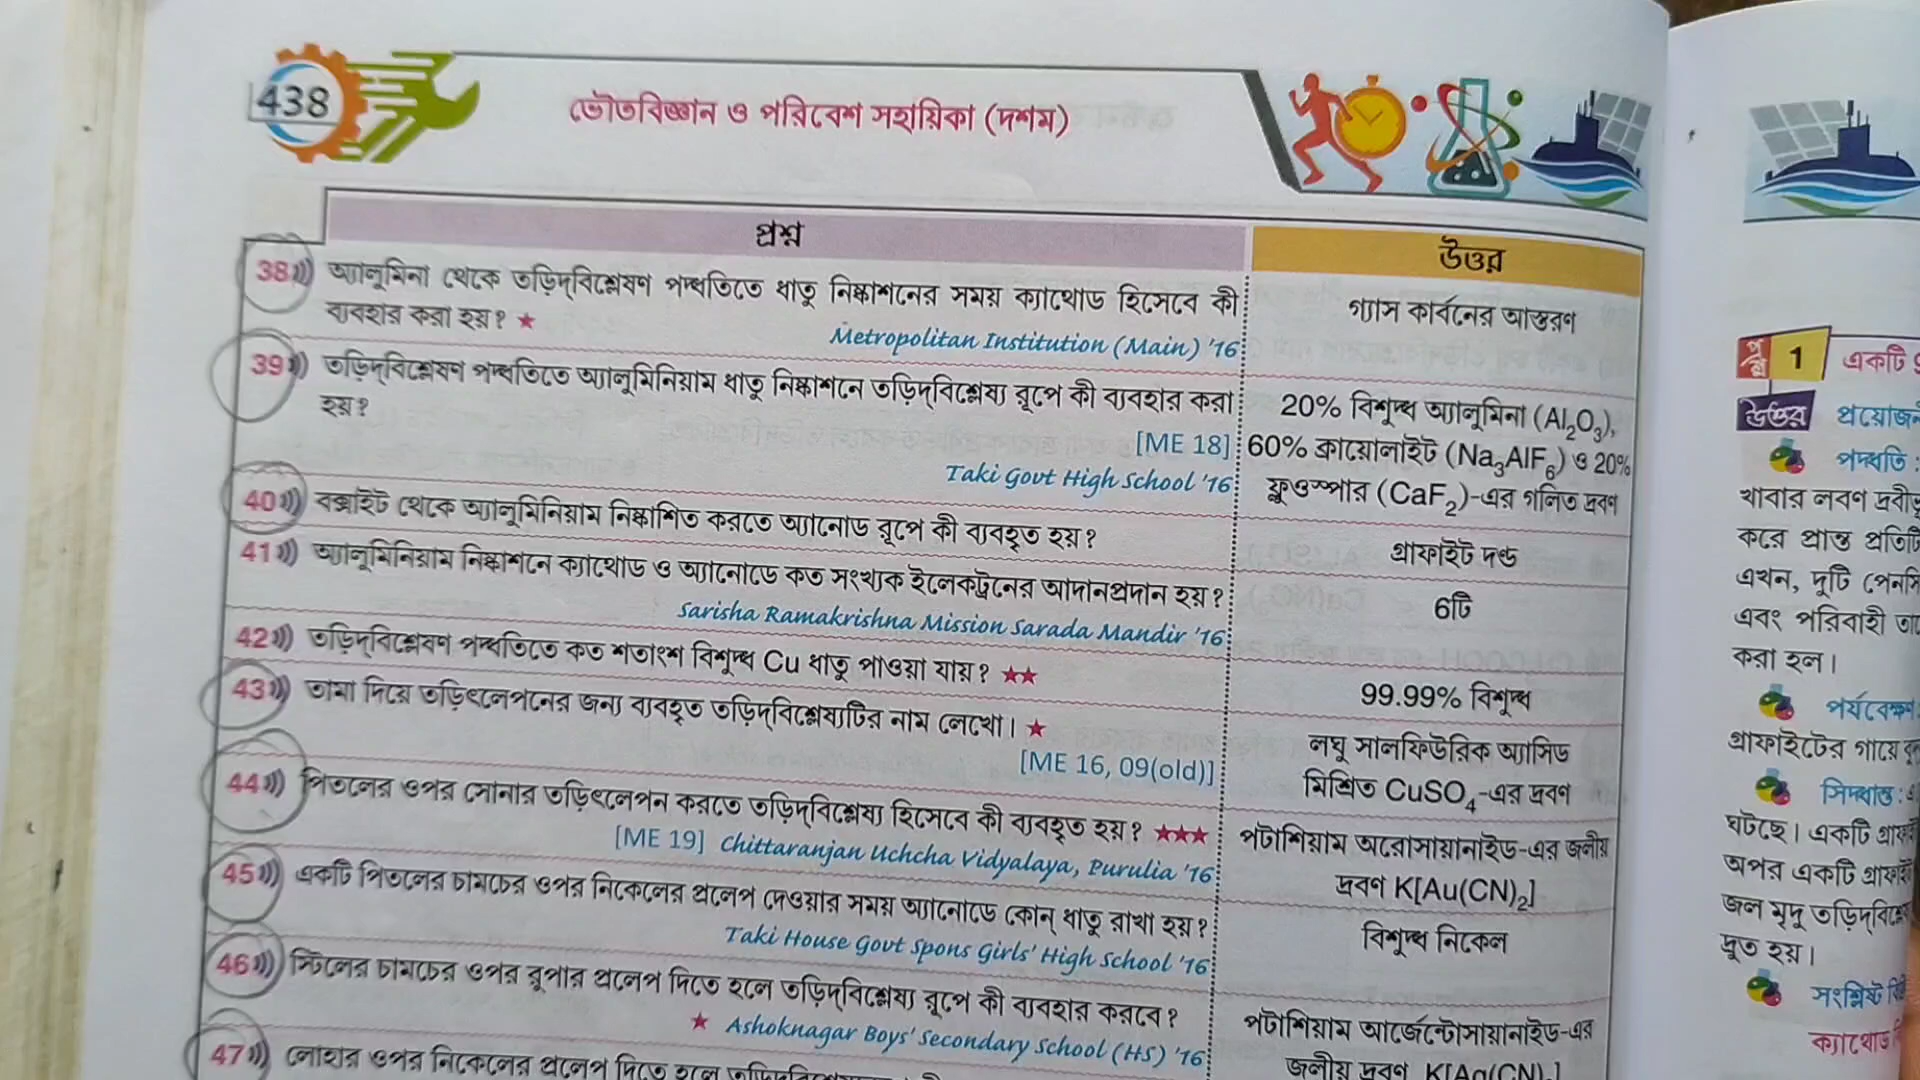 438
ভৌতবিজ্ঞান ও পরিবেশ সহায়িকা (দশম)
প্রশ্ন
উত্তর
38 অ্যালুমিনা থেকে তড়িদ্‌বিশ্লেষণ পদ্ধতিতে ধাতু নিষ্কাশনের সময় ক্যাথোড হিসেবে কী
ব্যবহার করা হয়? ★
Metropolitan Institution (Main) '16
গ্যাস কার্বনের আস্তরণ
39 তড়িদ্‌বিশ্লেষণ পদ্ধতিতে অ্যালুমিনিয়াম ধাতু নিষ্কাশনে তড়িদ্‌বিশ্লেষ্য রূপে কী ব্যবহার করা
হয়?
[ME 18]
Taki Govt High School '16
20% বিশুদ্ধ অ্যালুমিনা (Al₂O₃),
60% ক্রায়োলাইট (Na₃AlF₆) ও 20%
ফ্লুওস্পার (CaF₂)-এর গলিত দ্রবণ
40 বক্সাইট থেকে অ্যালুমিনিয়াম নিষ্কাশিত করতে অ্যানোড রূপে কী ব্যবহৃত হয়?
গ্রাফাইট দণ্ড
41 অ্যালুমিনিয়াম নিষ্কাশনে ক্যাথোড ও অ্যানোডে কত সংখ্যক ইলেকট্রনের আদানপ্রদান হয়?
Sarisha Ramakrishna Mission Sarada Mandir '16
6টি
42 তড়িদ্‌বিশ্লেষণ পদ্ধতিতে কত শতাংশ বিশুদ্ধ Cu ধাতু পাওয়া যায়? ★★
99.99% বিশুদ্ধ
43 তামা দিয়ে তড়িৎলেপনের জন্য ব্যবহৃত তড়িদ্‌বিশ্লেষ্যটির নাম লেখো। ★
[ME 16, 09(old)]
লঘু সালফিউরিক অ্যাসিড
মিশ্রিত CuSO₄-এর দ্রবণ
44 পিতলের ওপর সোনার তড়িৎলেপন করতে তড়িদ্‌বিশ্লেষ্য হিসেবে কী ব্যবহৃত হয়? ★★★
[ME 19] Chittaranjan Uchcha Vidyalaya, Purulia '16
পটাশিয়াম অরোসায়ানাইড-এর জলীয়
দ্রবণ K[Au(CN)₂]
45 একটি পিতলের চামচের ওপর নিকেলের প্রলেপ দেওয়ার সময় অ্যানোডে কোন্ ধাতু রাখা হয়?
Taki House Govt Spons Girls' High School '16
বিশুদ্ধ নিকেল
46 স্টিলের চামচের ওপর রুপার প্রলেপ দিতে হলে তড়িদ্‌বিশ্লেষ্য রূপে কী ব্যবহার করবে?
★ Ashoknagar Boys' Secondary School (HS) '16
পটাশিয়াম আর্জেন্টোসায়ানাইড-এর
জলীয় দ্রবণ K[Ag(CN)₂]
47 লোহার ওপর নিকেলের প্রলেপ দিতে হলে
প্রশ্ন 1 একটি
উত্তর প্রয়োজন
পদ্ধতি :
খাবার লবণ
করে প্রান্ত
এখন, দুটি
এবং পরিবাহী
করা হল।
পর্যবেক্ষণ
গ্রাফাইটের গায়ে
সিদ্ধান্ত :
ঘটছে। একটি
অপর একটি
জল মৃদু
দ্রুত হয়।
সংশ্লিষ্ট
ক্যাথোড